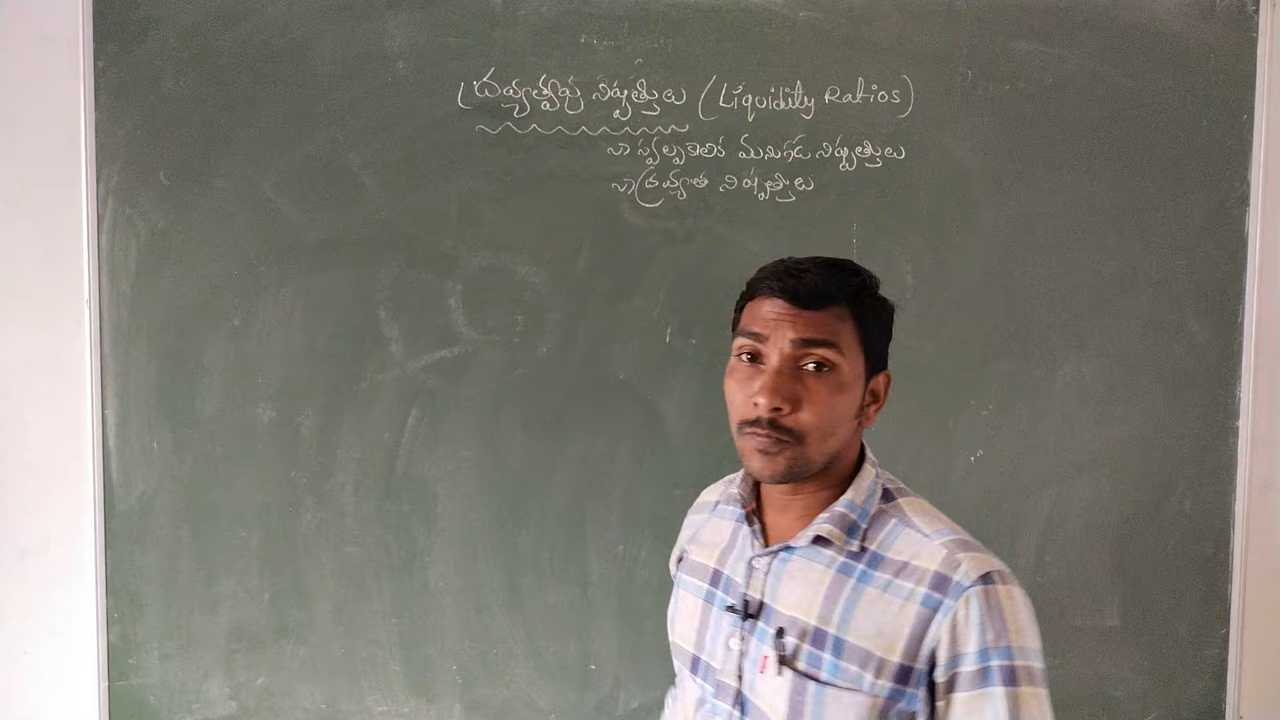 ద్రవ్యత్వపు నిష్పత్తులు (Liquidity Ratios)
స్వల్పకాలిక మనుగడ నిష్పత్తులు
ద్రవ్యత నిష్పత్తులు